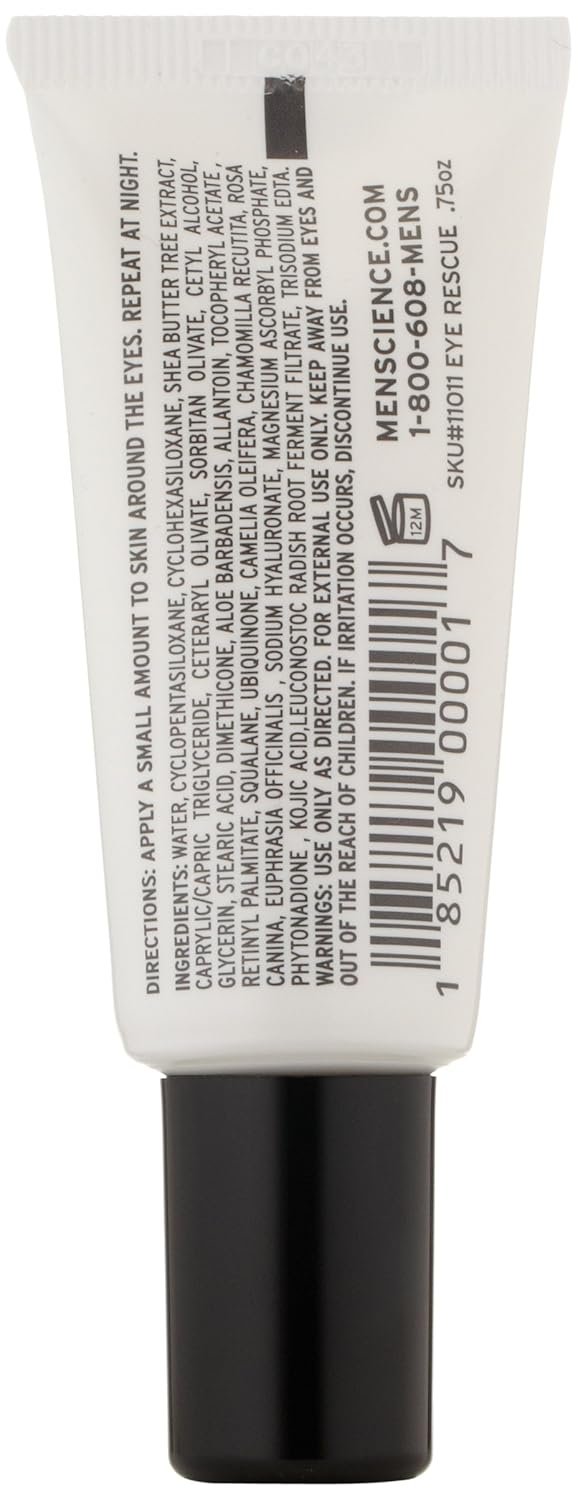 DIRECTIONS: APPLY A SMALL AMOUNT TO SKIN AROUND THE EYES. REPEAT AT NIGHT.
INGREDIENTS: WATER, CYCLOPENTASILOXANE, CYCLOHEXASILOXANE, SHEA BUTTER TREE EXTRACT,
CAPRYLIC/CAPRIC TRIGLYCERIDE, CETERARYL OLIVATE, SORBITAN OLIVATE, CETYL ALCOHOL,
GLYCERIN, STEARIC ACID, DIMETHICONE, ALOE BARBADENSIS, ALLANTOIN, TOCOPHERYL ACETATE ,
RETINYL PALMITATE, SQUALANE, UBIQUINONE, CAMELIA OLEIFERA, CHAMOMILLA RECUTITA, ROSA
CANINA, EUPHRASIA OFFICINALIS , SODIUM HYALURONATE, MAGNESIUM ASCORBYL PHOSPHATE,
PHYTONADIONE , KOJIC ACID,LEUCONOSTOC RADISH ROOT FERMENT FILTRATE, TRISODIUM EDTA.
WARNINGS: USE ONLY AS DIRECTED. FOR EXTERNAL USE ONLY. KEEP AWAY FROM EYES AND
OUT OF THE REACH OF CHILDREN. IF IRRITATION OCCURS, DISCONTINUE USE.
1 85219 00001 7
12M
MENSCIENCE.COM
1-800-608-MENS
SKU#11011 EYE RESCUE .75oz